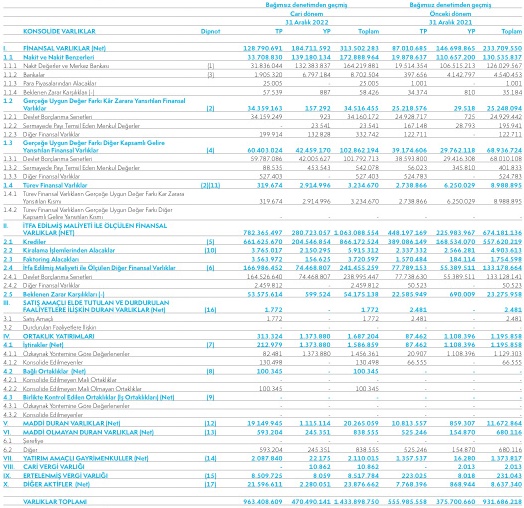 Bağımsız denetimden geçmiş Bağımsız denetimden geçmiş
Cari dönem Önceki dönem
31 Aralık 2022 31 Aralık 2021
KONSOLİDE VARLIKLAR Dipnot TP YP Toplam TP YP Toplam
I. FİNANSAL VARLIKLAR (Net) 128.790.691 184.711.592 313.502.283 87.010.685 146.698.865 233.709.550
1.1 Nakit ve Nakit Benzerleri 33.708.830 139.180.134 172.888.964 19.878.637 110.657.200 130.535.837
1.1.1 Nakit Değerler ve Merkez Bankası (1) 31.836.044 132.383.837 164.219.881 19.514.354 106.515.213 126.029.567
1.1.2 Bankalar (3) 1.905.320 6.797.184 8.702.504 397.656 4.142.797 4.540.453
1.1.3 Para Piyasalarından Alacaklar 25.005 - 25.005 1.001 - 1.001
1.1.4 Beklenen Zarar Karşılıkları (-) 57.539 887 58.426 34.374 810 35.184
1.2 Gerçeğe Uygun Değer Farkı Kâr Zarara Yansıtılan Finansal
Varlıklar (2) 34.359.163 157.292 34.516.455 25.218.576 29.518 25.248.094
1.2.1 Devlet Borçlanma Senetleri 34.159.249 923 34.160.172 24.928.717 725 24.929.442
1.2.2 Sermayede Payı Temsil Eden Menkul Değerler - 23.541 23.541 167.148 28.793 195.941
1.2.3 Diğer Finansal Varlıklar 199.914 132.828 332.742 122.711 - 122.711
1.3 Gerçeğe Uygun Değer Farkı Diğer Kapsamlı Gelire
Yansıtılan Finansal Varlıklar (4) 60.403.024 42.459.170 102.862.194 39.174.606 29.762.118 68.936.724
1.3.1 Devlet Borçlanma Senetleri 59.787.086 42.005.627 101.792.713 38.593.800 29.416.308 68.010.108
1.3.2 Sermayede Payı Temsil Eden Menkul Değerler 88.535 453.543 542.078 56.023 345.810 401.833
1.3.3 Diğer Finansal Varlıklar 527.403 - 527.403 524.783 - 524.783
1.4 Türev Finansal Varlıklar (2)(11) 319.674 2.914.996 3.234.670 2.738.866 6.250.029 8.988.895
1.4.1 Türev Finansal Varlıkların Gerçeğe Uygun Değer Farkı Kar Zarara
Yansıtılan Kısmı 319.674 2.914.996 3.234.670 2.738.866 6.250.029 8.988.895
1.4.2 Türev Finansal Varlıkların Gerçeğe Uygun Değer Farkı Diğer
Kapsamlı Gelire Yansıtılan Kısmı - - - - - -
II. İTFA EDİLMİŞ MALİYETİ İLE ÖLÇÜLEN FİNANSAL
VARLIKLAR (NET) 782.365.497 280.723.057 1.063.088.554 448.197.169 225.983.967 674.181.136
2.1 Krediler (5) 661.625.670 204.546.854 866.172.524 389.086.149 168.534.070 557.620.219
2.2 Kiralama İşlemlerinden Alacaklar (10) 3.765.017 2.150.295 5.915.312 2.337.332 2.566.281 4.903.613
2.3 Faktoring Alacakları 3.563.972 156.625 3.720.597 1.570.484 184.114 1.754.598
2.4 İtfa Edilmiş Maliyeti ile Ölçülen Diğer Finansal Varlıklar (6) 166.986.452 74.468.807 241.455.259 77.789.153 55.389.511 133.178.664
2.4.1 Devlet Borçlanma Senetleri 164.526.640 74.468.807 238.995.447 77.738.630 55.389.511 133.128.141
2.4.2 Diğer Finansal Varlıklar 2.459.812 - 2.459.812 50.523 - 50.523
2.5 Beklenen Zarar Karşılıkları (-) 53.575.614 599.524 54.175.138 22.585.949 690.009 23.275.958
III. SATIŞ AMAÇLI ELDE TUTULAN VE DURDURULAN
FAALİYETLERE İLİŞKİN DURAN VARLIKLAR (Net) (16) 1.772 - 1.772 2.481 - 2.481
3.1 Satış Amaçlı 1.772 - 1.772 2.481 - 2.481
3.2 Durdurulan Faaliyetlere İlişkin - - - - - -
IV. ORTAKLIK YATIRIMLARI 313.324 1.373.880 1.687.204 87.462 1.108.396 1.195.858
4.1 İştirakler (Net) (7) 212.979 1.373.880 1.586.859 87.462 1.108.396 1.195.858
4.1.1 Özkaynak Yöntemine Göre Değerlenenler 82.481 1.373.880 1.456.361 20.907 1.108.396 1.129.303
4.1.2 Konsolide Edilmeyenler 130.498 - 130.498 66.555 - 66.555
4.2 Bağlı Ortaklıklar (Net) (8) 100.345 - 100.345 - - -
4.2.1 Konsolide Edilmeyen Mali Ortaklıklar - - - - - -
4.2.2 Konsolide Edilmeyen Mali Olmayan Ortaklıklar 100.345 - 100.345 - - -
4.3 Birlikte Kontrol Edilen Ortaklıklar (İş Ortaklıkları) (Net) (9) - - - - - -
4.3.1 Özkaynak Yöntemine Göre Değerlenenler - - - - - -
4.3.2 Konsolide Edilmeyenler - - - - - -
V. MADDİ DURAN VARLIKLAR (Net) (12) 19.149.945 1.115.114 20.265.059 10.813.557 859.307 11.672.864
VI. MADDİ OLMAYAN DURAN VARLIKLAR (Net) (13) 593.204 245.351 838.555 525.246 154.870 680.116
6.1 Şerefiye - - - - - -
6.2 Diğer 593.204 245.351 838.555 525.246 154.870 680.116
VII. YATIRIM AMAÇLI GAYRİMENKULLER (Net) (14) 2.087.840 22.175 2.110.015 1.357.537 16.280 1.373.817
VIII. CARİ VERGİ VARLIĞI - 10.862 10.862 - 2.013 2.013
IX. ERTELENMİŞ VERGİ VARLIĞI (15) 8.509.725 8.059 8.517.784 223.025 8.018 231.043
X. DİĞER AKTİFLER (Net) (17) 21.596.611 2.280.051 23.876.662 7.768.396 868.944 8.637.340
VARLIKLAR TOPLAMI 963.408.609 470.490.141 1.433.898.750 555.985.558 375.700.660 931.686.218